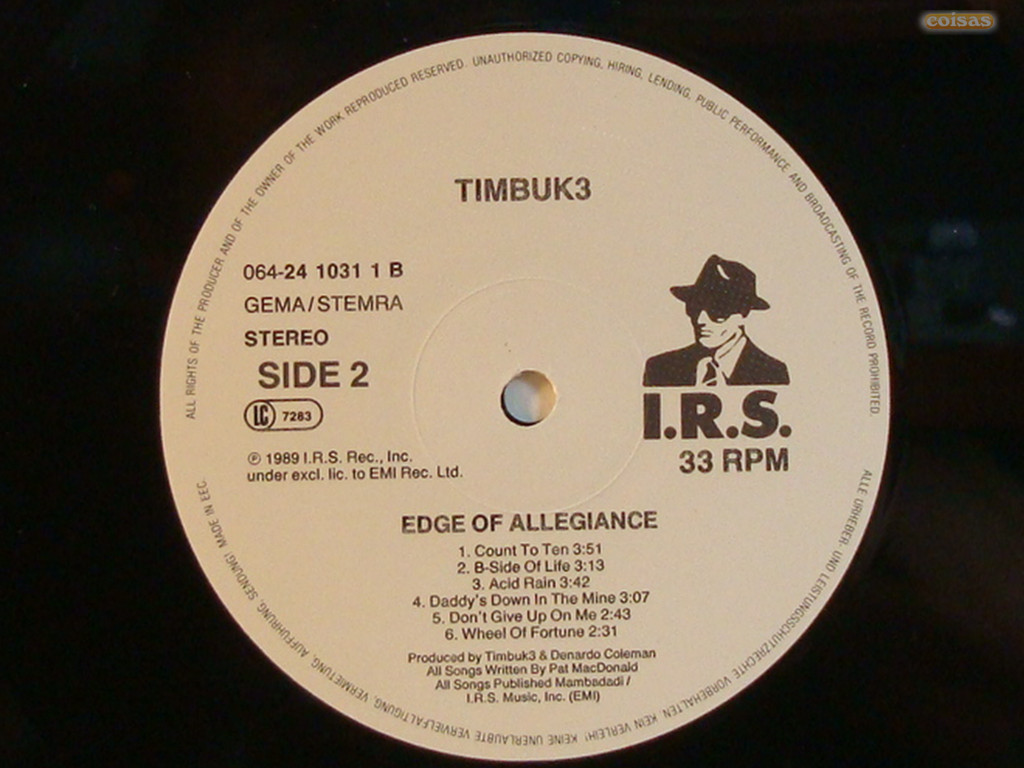 coisas
ALL RIGHTS OF THE PRODUCER AND OF THE OWNER OF THE WORK REPRODUCED RESERVED. UNAUTHORIZED COPYING, HIRING, LENDING, PUBLIC PERFORMANCE AND BROADCASTING OF THE RECORD PROHIBITED.
TIMBUK3
064-24 1031 1 B
GEMA/STEMRA
STEREO
SIDE 2
LC 7283
℗ 1989 I.R.S. Rec., Inc.
under excl. lic. to EMI Rec. Ltd.
I.R.S.
33 RPM
EDGE OF ALLEGIANCE
1. Count To Ten 3:51
2. B-Side Of Life 3:13
3. Acid Rain 3:42
4. Daddy's Down In The Mine 3:07
5. Don't Give Up On Me 2:43
6. Wheel Of Fortune 2:31
Produced by Timbuk3 & Denardo Coleman
All Songs Written By Pat MacDonald
All Songs Published Mambadadi /
I.R.S. Music, Inc. (EMI)
ALLE URHEBER- UND LEISTUNGSSCHUTZRECHTE VORBEHALTEN. KEIN VERLEIH! KEINE UNERLAUBTE VERVIELFÄLTIGUNG, VERMIETUNG, AUFFÜHRUNG, SENDUNG! MADE IN EEC.